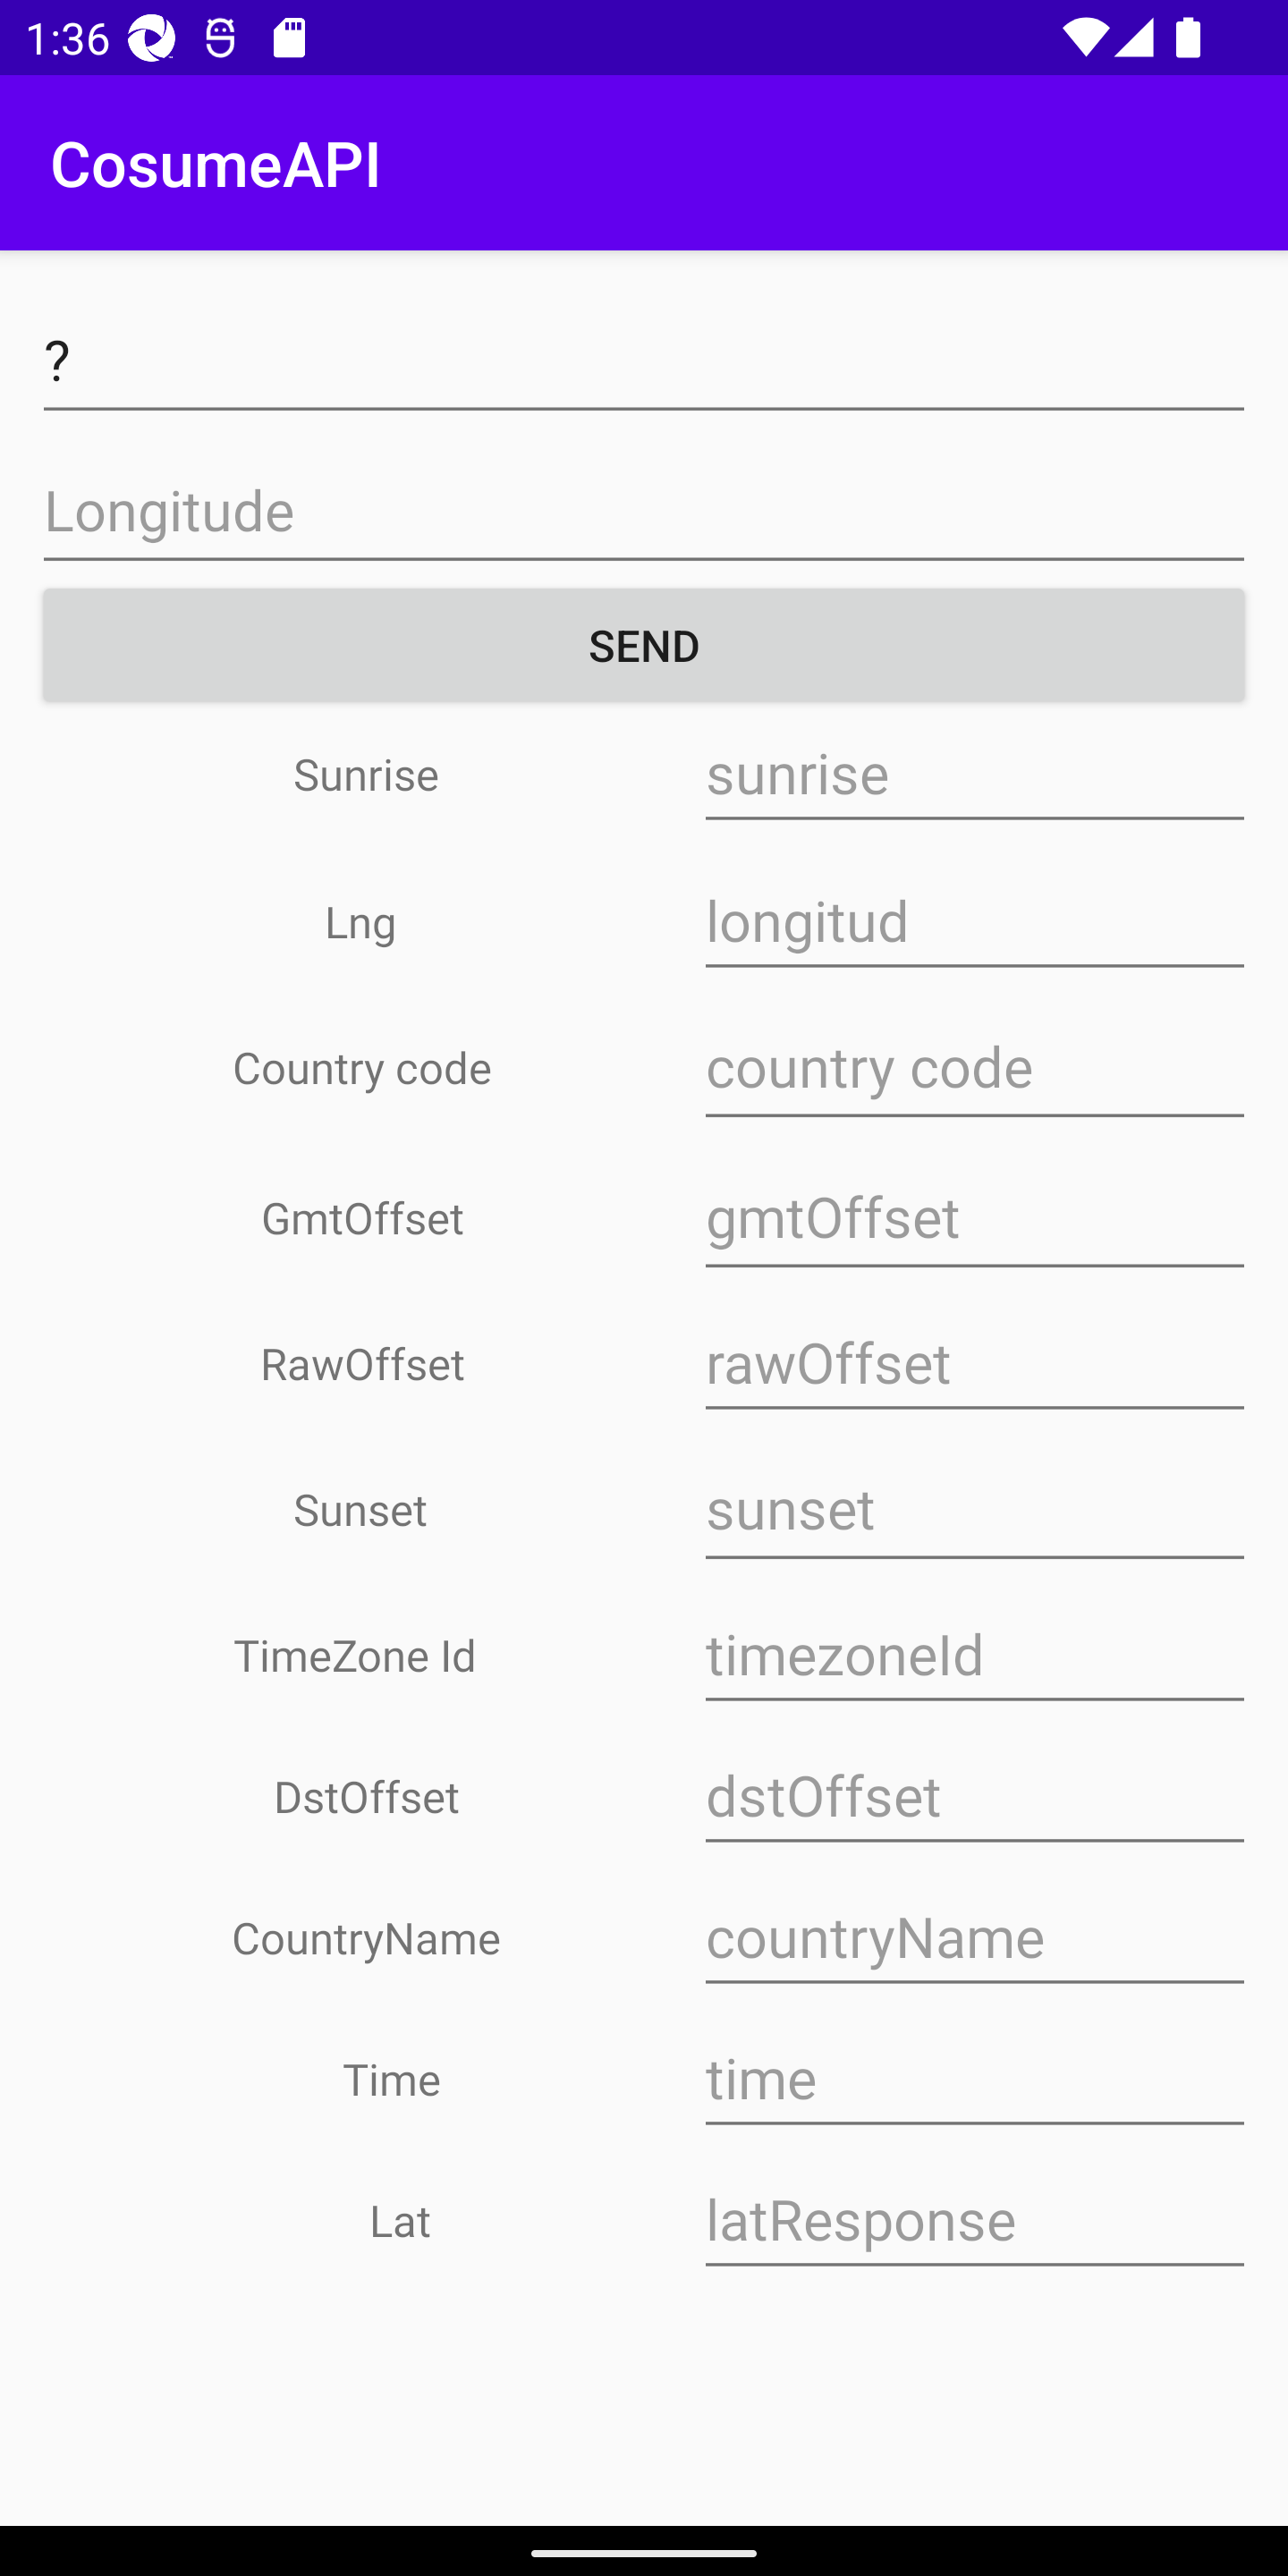 1:36
CosumeAPI
?
Longitude
SEND
Sunrise sunrise
Lng longitud
Country code country code
GmtOffset gmtOffset
RawOffset rawOffset
Sunset sunset
TimeZone Id timezoneId
DstOffset dstOffset
CountryName countryName
Time time
Lat latResponse